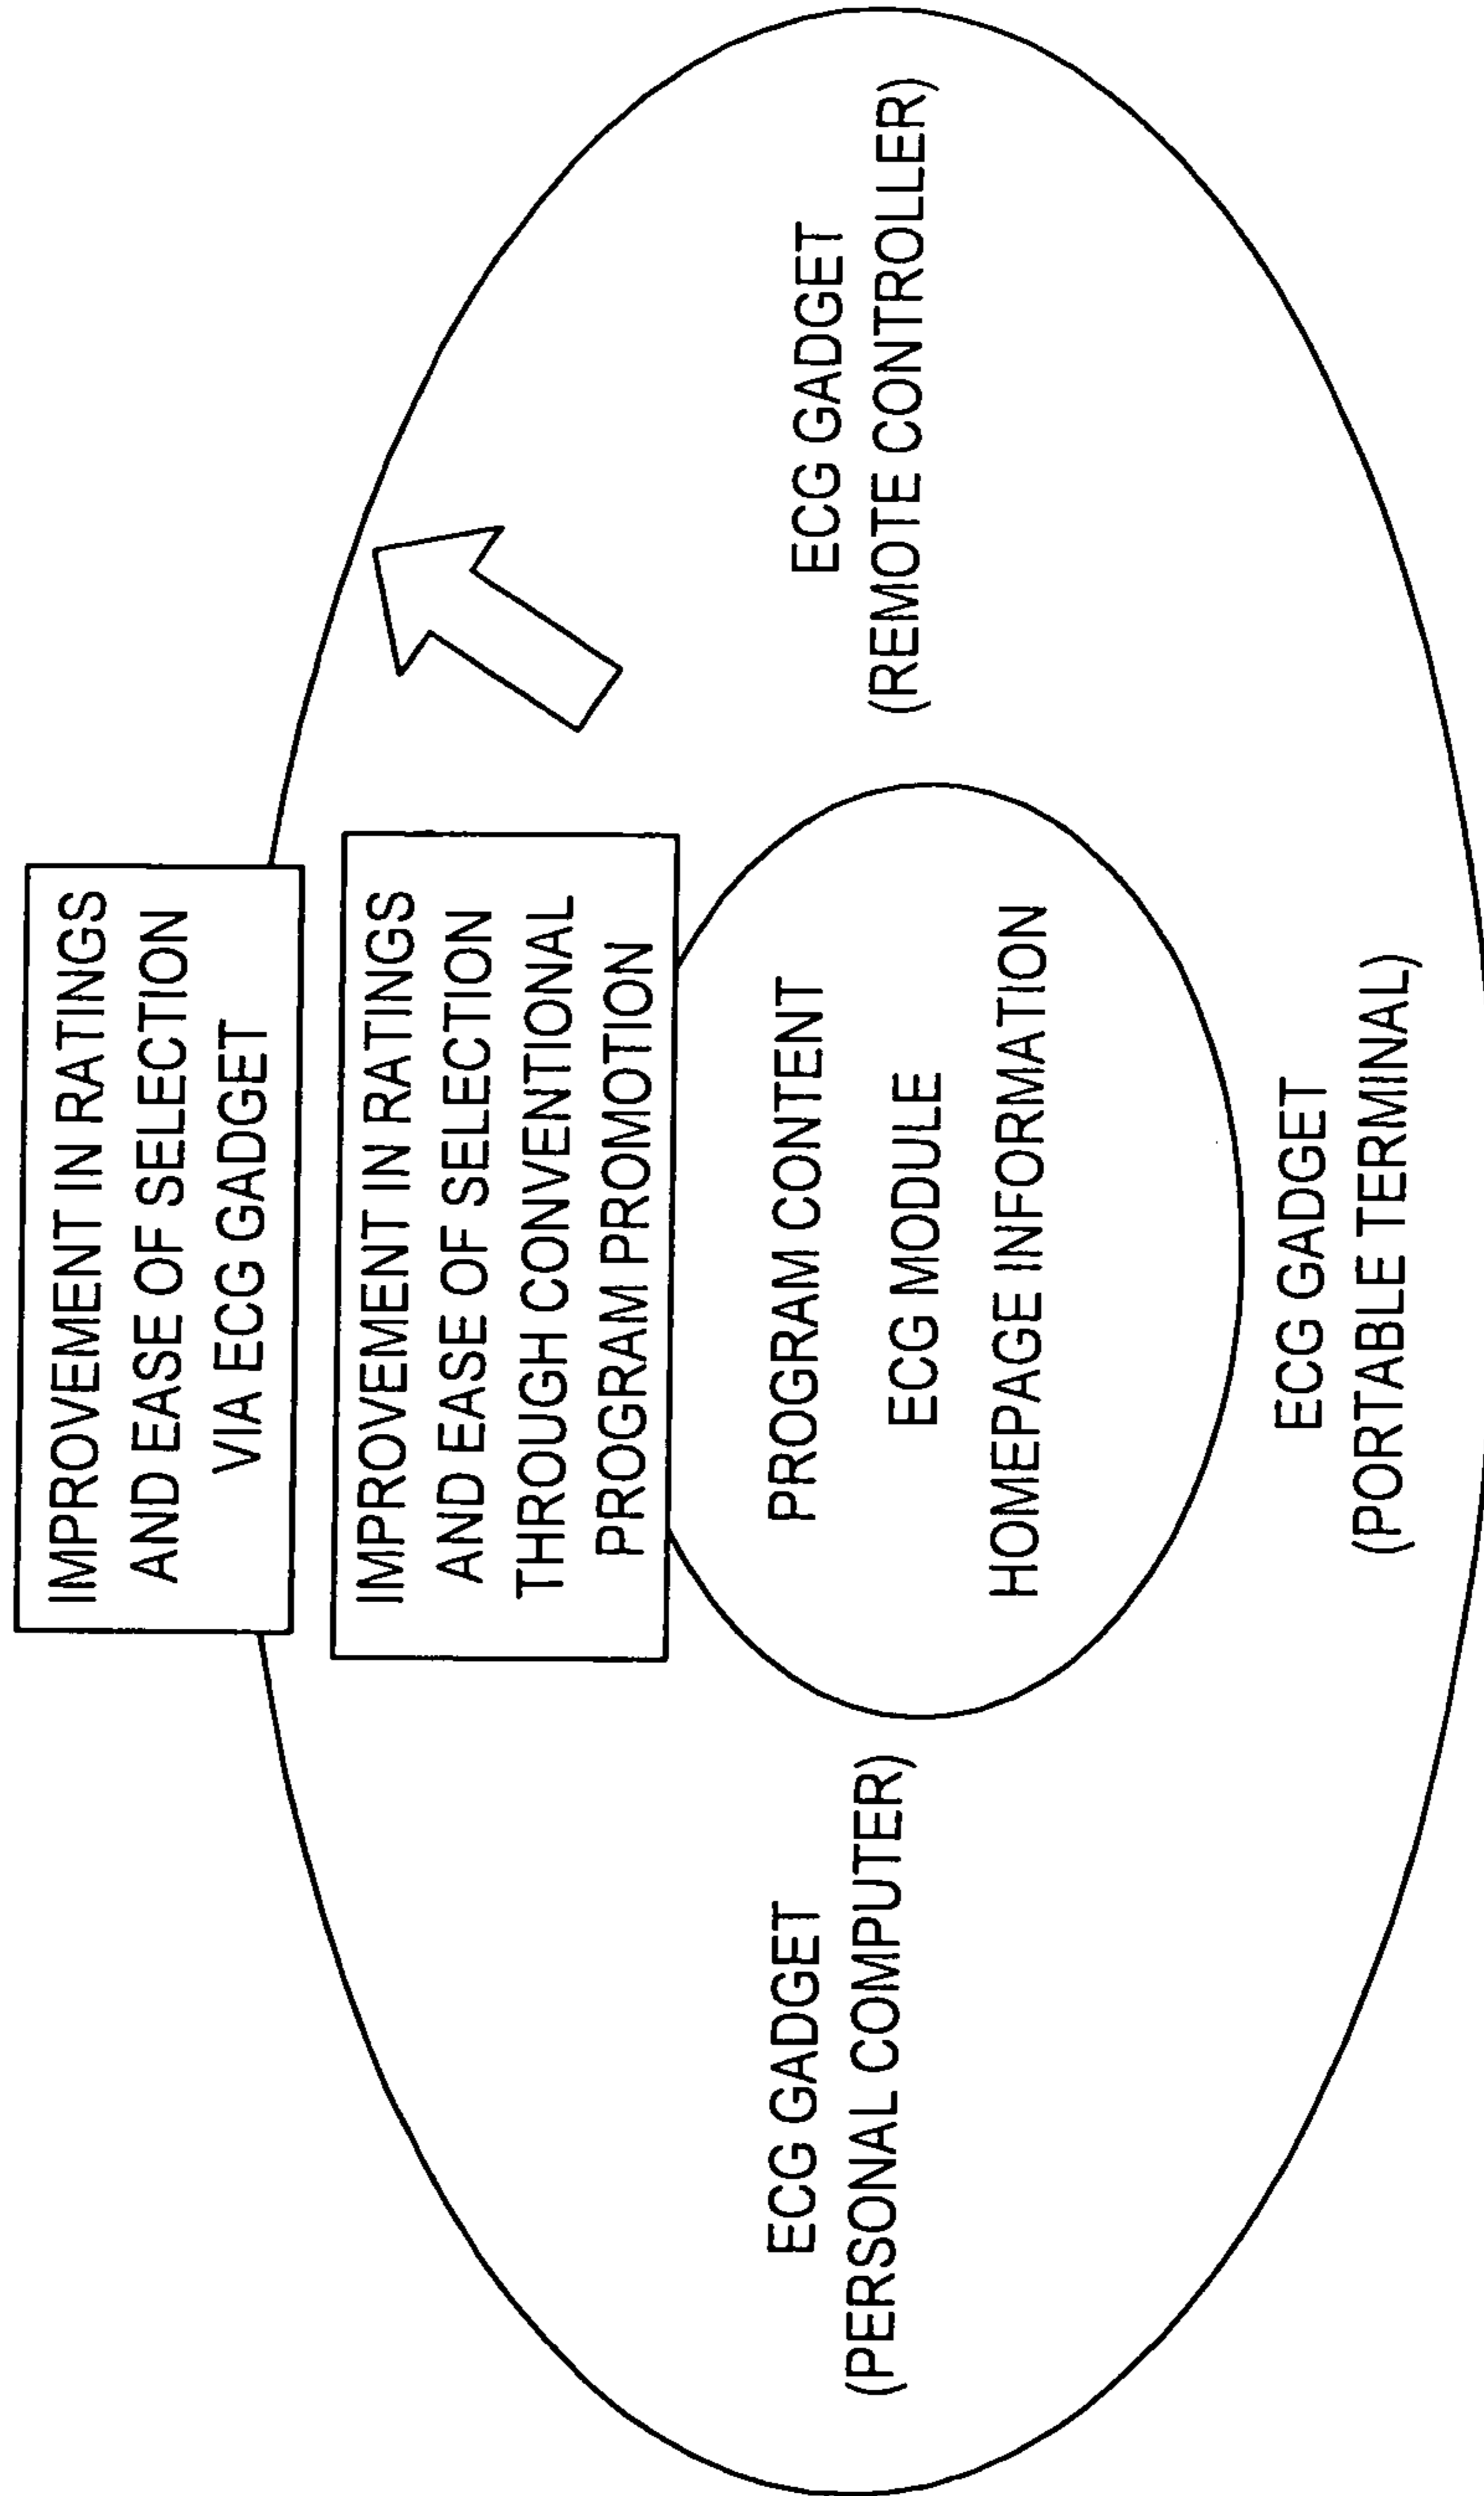 IMPROVEMENT IN RATINGS
AND EASE OF SELECTION
VIA ECG GADGET
IMPROVEMENT IN RATINGS
AND EASE OF SELECTION
THROUGH CONVENTIONAL
PROGRAM PROMOTION
ECG GADGET
(PERSONAL COMPUTER)
PROGRAM CONTENT
ECG MODULE
HOMEPAGE INFORMATION
ECG GADGET
(REMOTE CONTROLLER)
ECG GADGET
(PORTABLE TERMINAL)